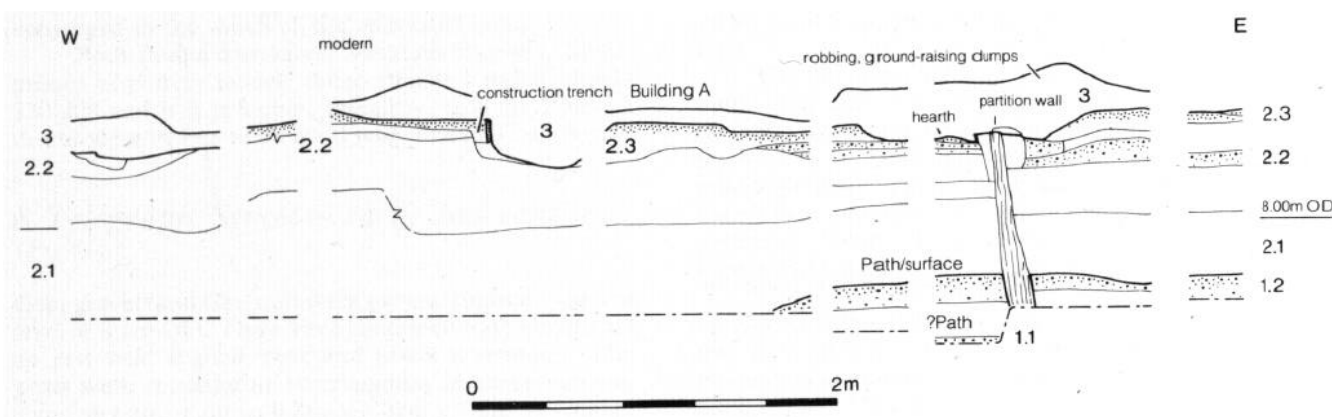 W
E
modern
robbing, ground-raising dumps
construction trench
Building A
3
partition wall
hearth
3
3
2.3
2.2
2.2
2.3
2.2
8.00m OD
2.1
2.1
Path/surface
1.2
?Path
1.1
0
2m